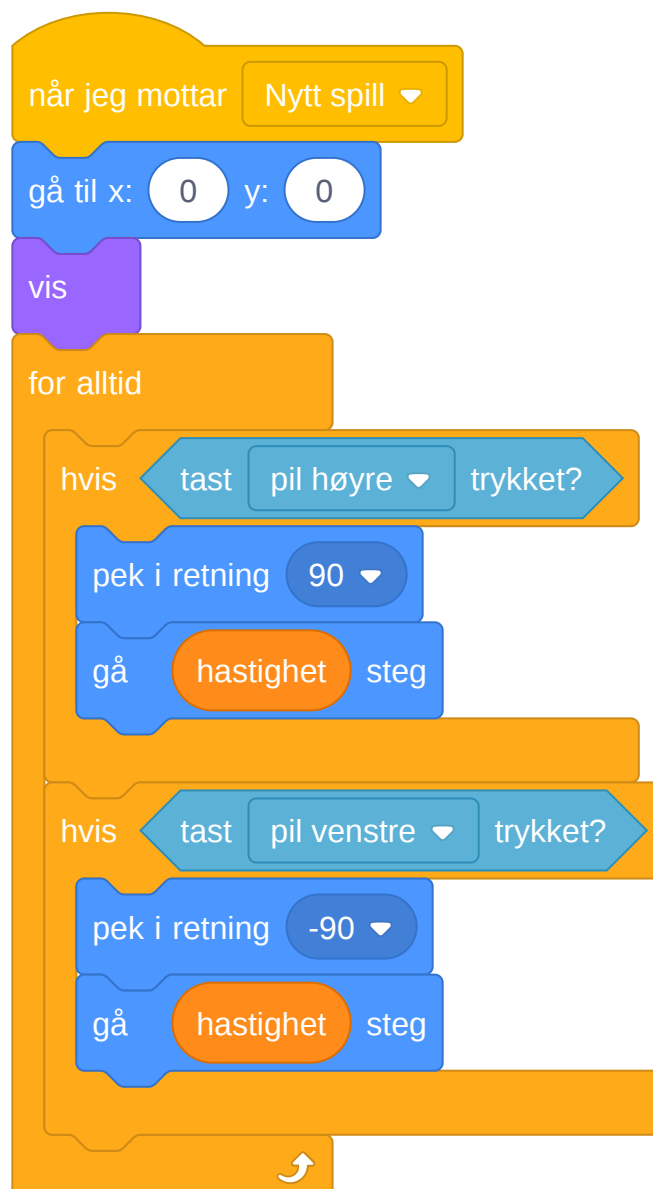 når jeg mottar Nytt spill
gå til x: 0 y: 0
vis
for alltid
hvis tast pil høyre trykket?
pek i retning 90
gå hastighet steg
hvis tast pil venstre trykket?
pek i retning -90
gå hastighet steg